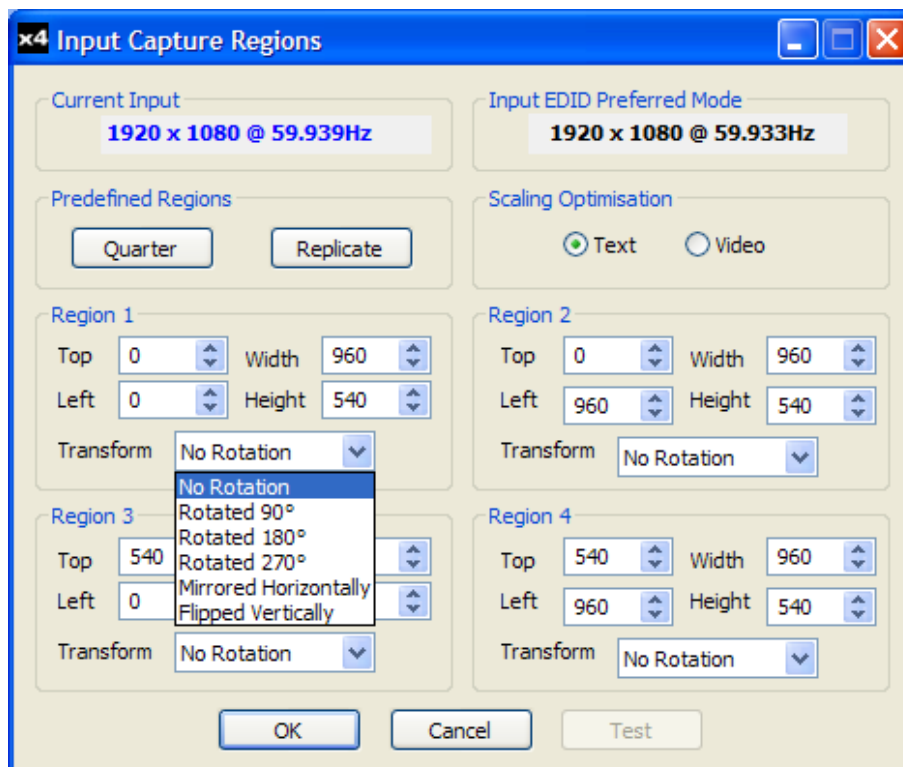 x4 Input Capture Regions
Current Input
1920 x 1080 @ 59.939Hz
Input EDID Preferred Mode
1920 x 1080 @ 59.933Hz
Predefined Regions
Quarter Replicate
Scaling Optimisation
Text Video
Region 1
Top 0 Width 960
Left 0 Height 540
Transform No Rotation
No Rotation
Rotated 90°
Rotated 180°
Rotated 270°
Mirrored Horizontally
Flipped Vertically
Region 2
Top 0 Width 960
Left 960 Height 540
Transform No Rotation
Region 3
Top 540
Left 0
Transform No Rotation
Region 4
Top 540 Width 960
Left 960 Height 540
Transform No Rotation
OK Cancel Test